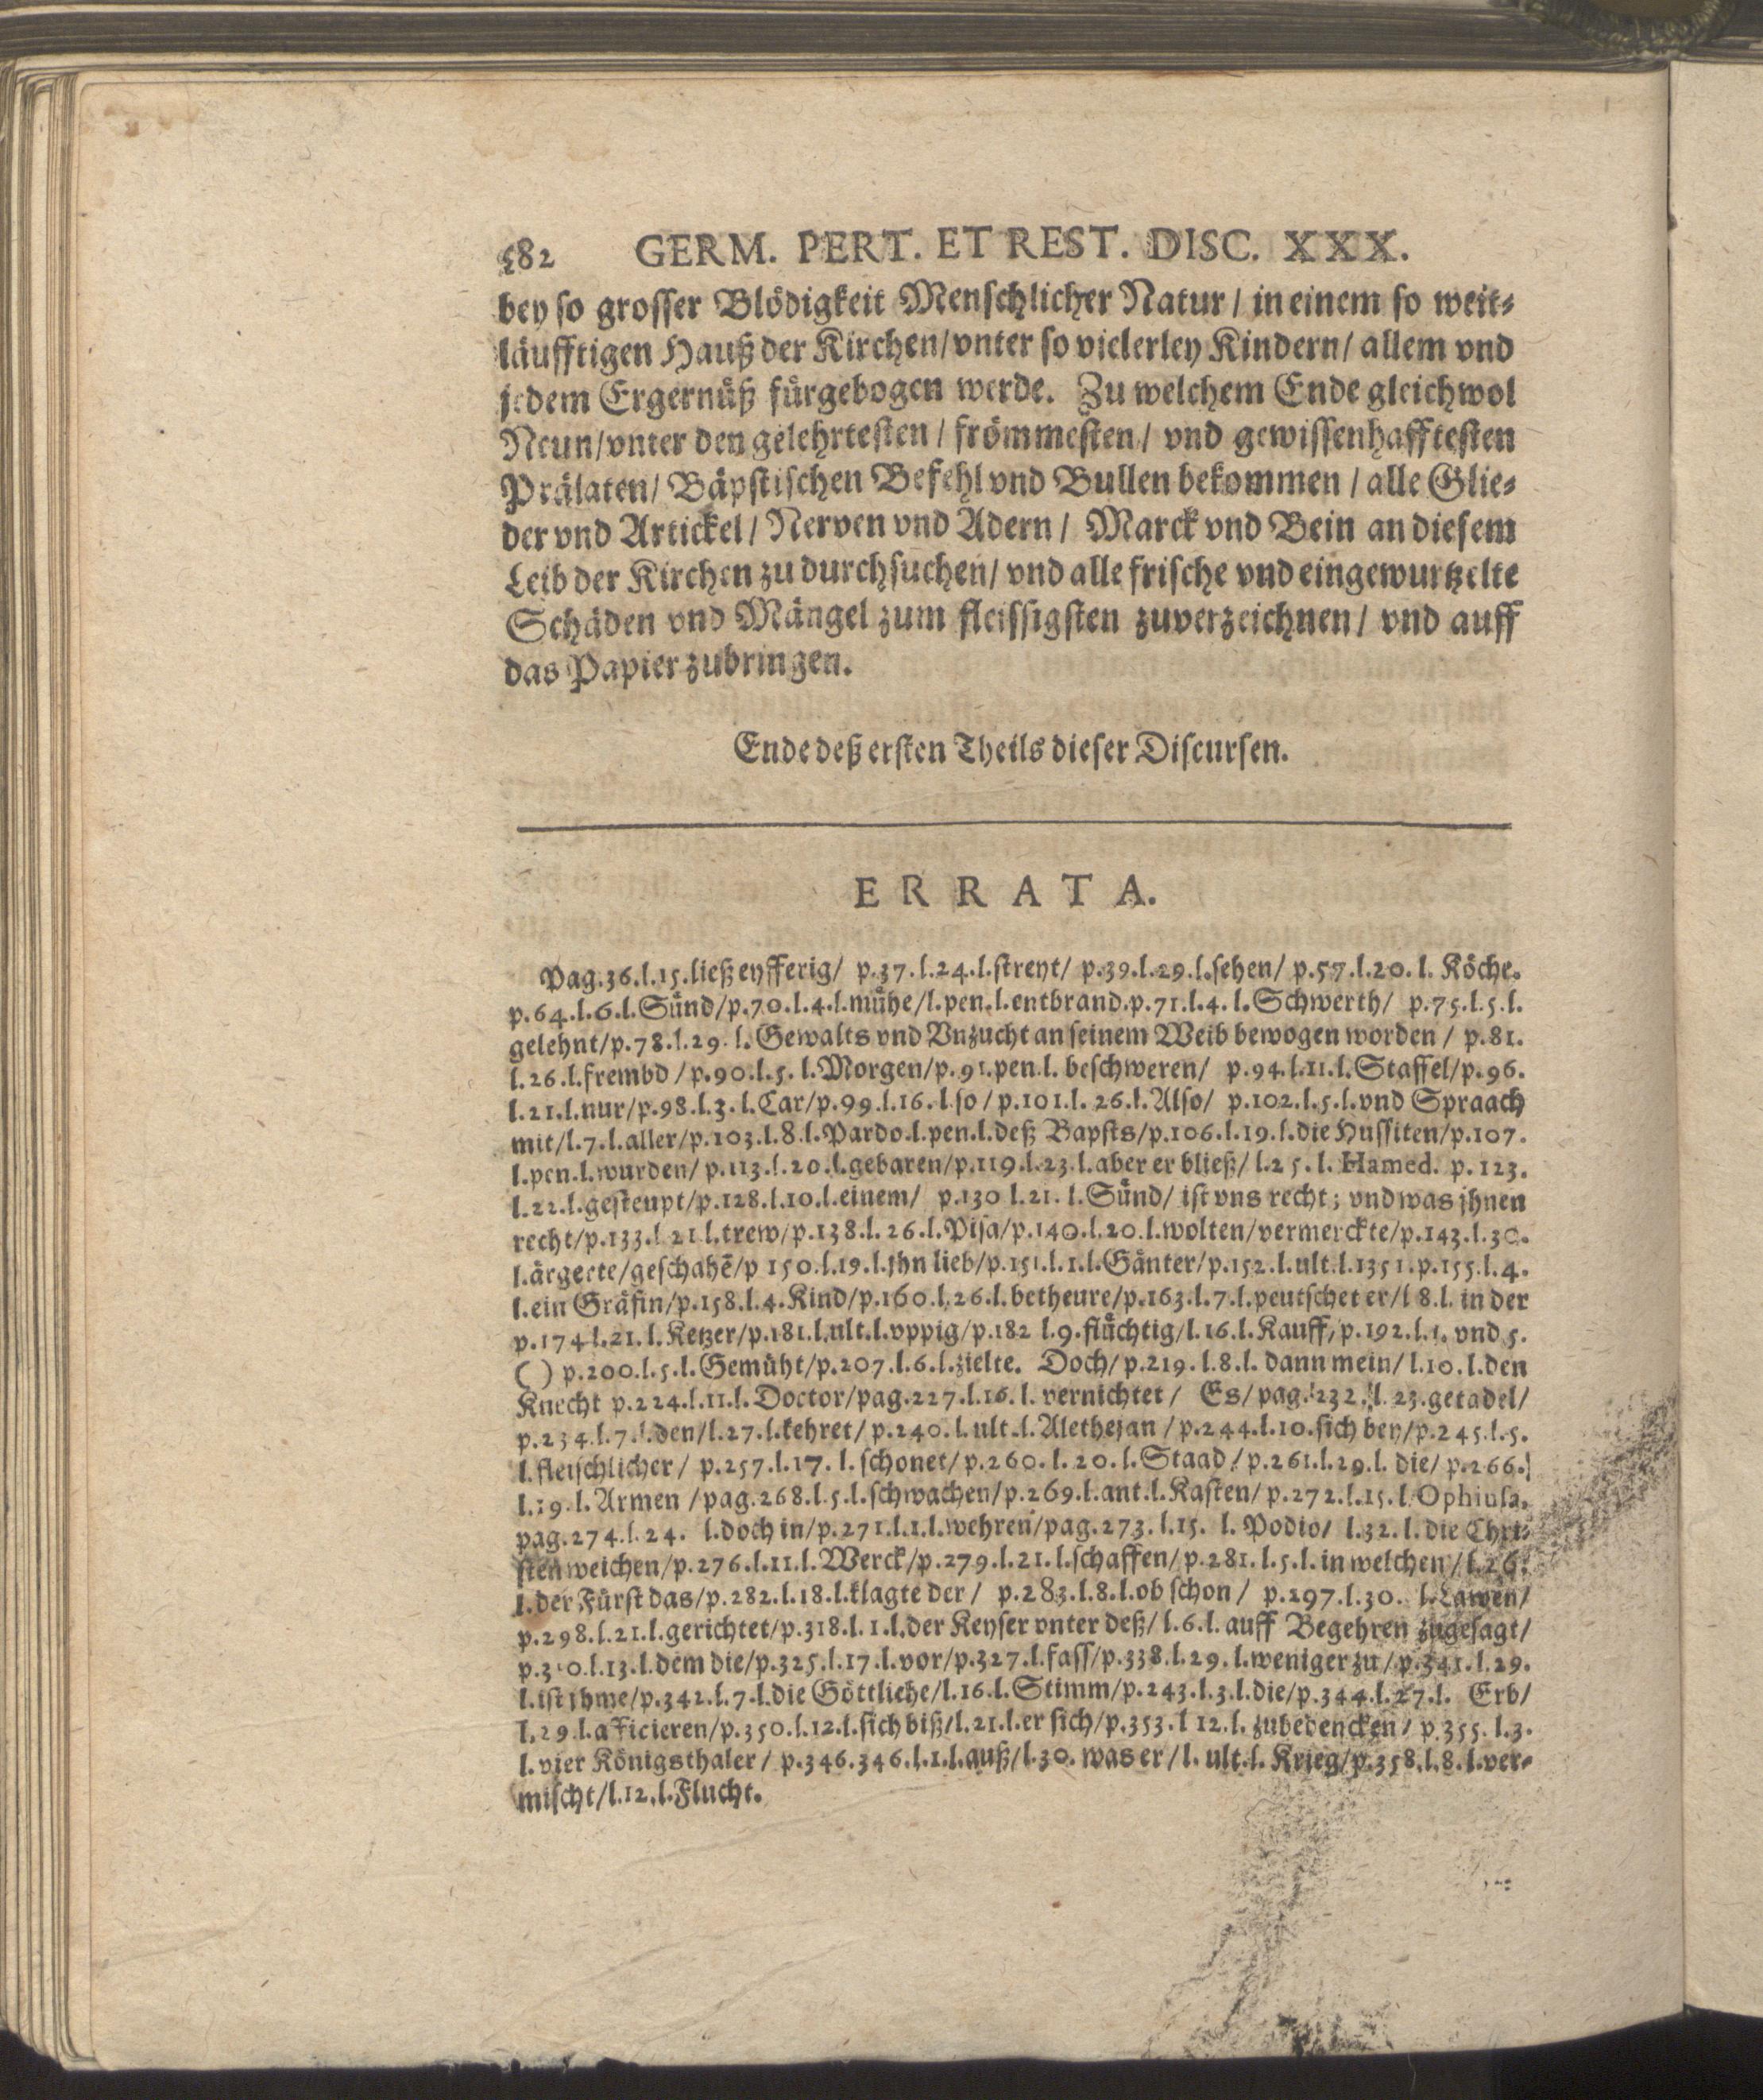 582 GERM. PERT. ET REST. DISC. XXX.
bey so grosser Blödigkeit Menschlicher Natur / in einem so weit-
läufftigen Hauß der Kirchen/ vnter so vielerley Kindern/ allem vnd
jedem Ergernüß fürgebogen werde. Zu welchem Ende gleichwol
Neun/ vnter den gelehrtesten / frömmesten / vnd gewissenhafftesten
Prälaten/ Bäpstischen Befehl vnd Bullen bekommen / alle Glie-
der vnd Artickel / Nerven vnd Adern / Marck vnd Bein an diesem
Leib der Kirchen zu durchsuchen/ vnd alle frische vnd eingewurtzelte
Schäden vnd Mängel zum fleissigsten zuverzeichnen / vnd auff
das Papier zubringen.
Ende deß ersten Theils dieser Discursen.
ERRATA.
Pag.36.l.15.ließ eyfferig/ p.37.l.24.l.streyt/ p.39.l.29.l.sehen/ p.57.l.20.l. Köche.
p.64.l.6.l.Sünd/p.70.l.4.l.mühe/l.pen.l.entbrand.p.71.l.4.l.Schwerth/ p.75.l.5.l.
gelehnt/p.78.l.29.l.Gewalts vnd Vnzucht an seinem Weib bewogen worden / p.81.
l.26.l.frembd /p.90.l.5.l.Morgen/p.91.pen.l. beschweren/ p.94.l.11.l.Staffel/p.96.
l.21.l.nur/p.98.l.3.l.Car/p.99.l.16.l.so / p.101.l.26.l.Also/ p.102.l.5.l.vnd Spraach
mit/l.7.l.aller/p.103.l.8.l.Pardo.l.pen.l.deß Bapsts/p.106.l.19.l.die Hussiten/p.107.
l.pen.l.wurden/ p.113.l.20.l.gebaren/p.119.l.23.l.aber er bließ/ l.25.l. Hamed. p.123.
l.22.l.gesteupt/p.128.l.10.l.einem/ p.130 l.21.l.Sünd/ ist vns recht; vnd was jhnen
recht/p.133.l 21 l.trew/p.138.l.26.l.Pisa/p.140.l.20.l.wolten/vermerckte/p.143.l.30.
l.ärgerte/geschahē/p 150.l.19.l.jhn lieb/p.151.l.1.l.Gänter/p.152.l.ult.l.1351.p.155.l.4.
l.ein Gräfin/p.158.l.4.Kind/p.160.l.26.l.betheure/p.163.l.7.l.peutschet er/l 8.l. in der
p.174 l.21.l.Ketzer/p.181.l.ult.l.vppig/p.182 l.9.flüchtig/l.16.l.Kauff/p.192.l.1. vnd 5.
( ) p.200.l.5.l.Gemüht/p.207.l.6.l.zielte. Doch/p.219.l.8.l. dann mein/ l.10.l.den
Knecht p.224.l.11.l.Doctor/pag.227.l.16.l. vernichtet / Es/ pag.232.l.23.getadel/
p.234.l.7.l.den/l.27.l.kehret/p.240.l.ult.l.Alethejan /p.244.l.10.sich bey/p.245.l.5.
l.fleischlicher/ p.257.l.17.l.schonet/p.260.l.20.l.Staad/p.261.l.29.l. die/ p.266.
l.19.l.Armen /pag.268.l.5.l.schwachen/p.269.l.ant.l.Kasten/p.272.l.15.l.Ophiusa.
pag.274.l.24. l.doch in/p.271.l.1.l.wehren/pag.273.l.15. l. Podio/ l.32.l.die Chri-
sten weichen/p.276.l.11.l.Werck/p.279.l.21.l.schaffen/p.281.l.5.l.in welchen/l.26.
l.der Fürst das/p.282.l.18.l.klagte der / p.283.l.8.l.ob schon/ p.297.l.30. l.Lawen/
p.298.l.21.l.gerichtet/p.318.l.1.l.der Keyser vnter deß/ l.6.l. auff Begehren zugesagt/
l.13.l.dem die/p.325.l.17.l.vor/p.327.l.fass/p.338.l.29.l.weniger zu/p.341.l.29.
l.ist jhme/p.342.l.7.l.die Göttliche/l.16.l.Stimm/p.243.l.3.l.die/p.344.l.27.l. Erb/
l.29.l.afficieren/p.350.l.12.l.sich biß/l.21.l.er sich/p.353.l 12.l.zubedencken/ p.355.l.3.
l.vier Königsthaler/ p.346.346.l.1.l.auß/l.30.was er/l. ult.l.Krieg/p.358.l.8.l.ver-
mischt/l.12.l.Flucht.